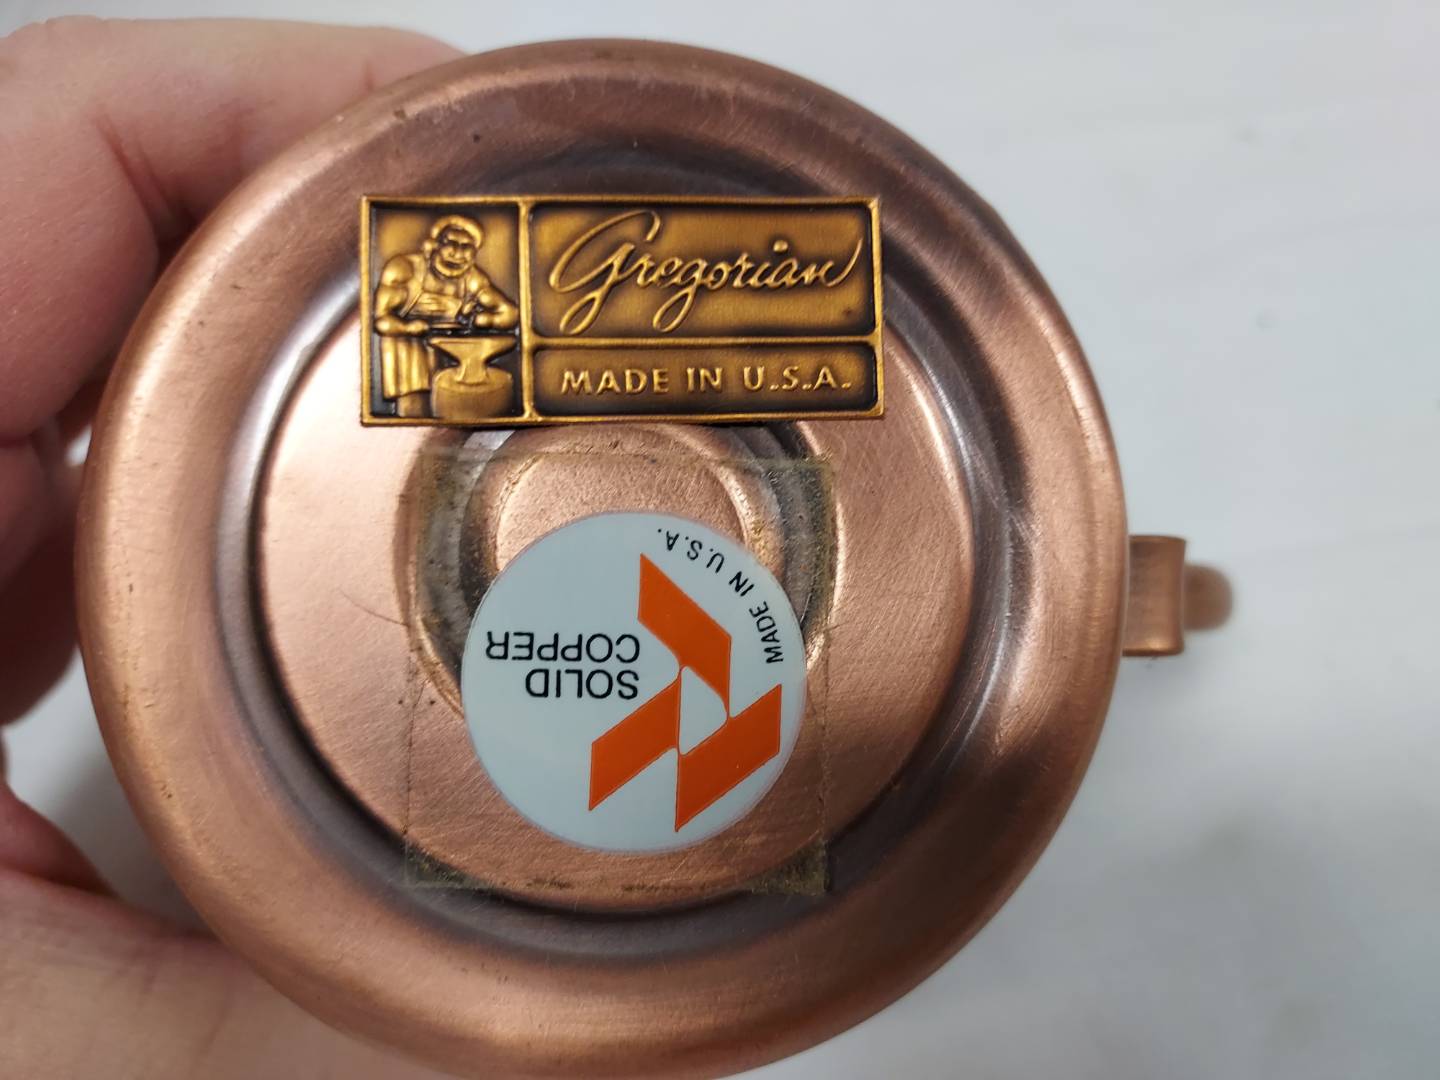 Gregorian
MADE IN U.S.A.
MADE IN U.S.A.
SOLID
COPPER